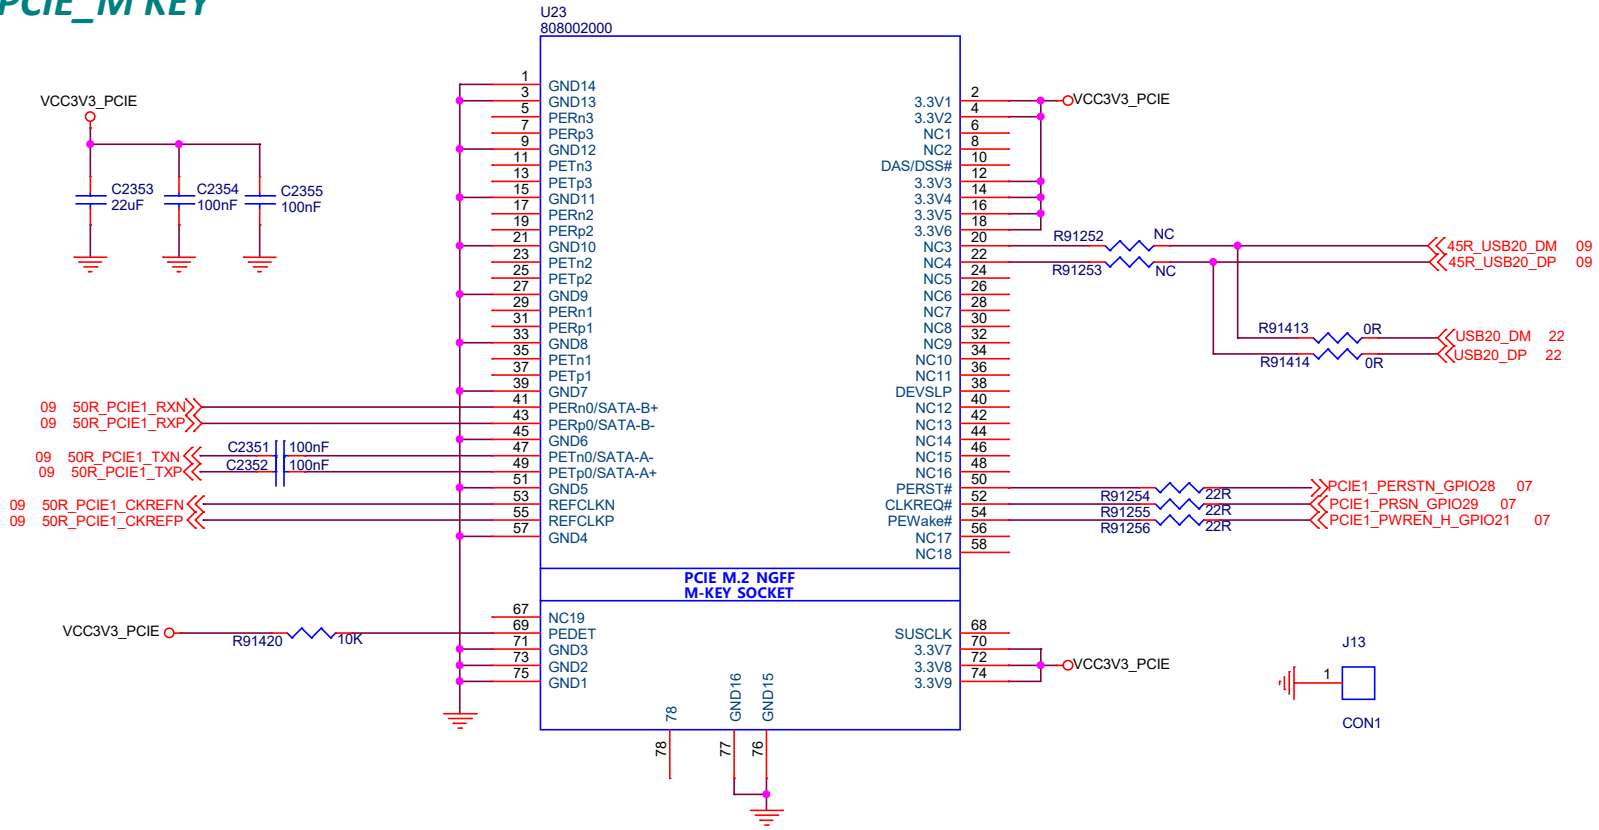 PCIE_M KEY
U23
808002000
VCC3V3_PCIE
C2353
22uF
C2354
100nF
C2355
100nF
1 GND14
3 GND13
5 PERn3
7 PERp3
9 GND12
11 PETn3
13 PETp3
15 GND11
17 PERn2
19 PERp2
21 GND10
23 PETn2
25 PETp2
27 GND9
29 PERn1
31 PERp1
33 GND8
35 PETn1
37 PETp1
39 GND7
41 PERn0/SATA-B+
43 PERp0/SATA-B-
45 GND6
47 PETn0/SATA-A-
49 PETp0/SATA-A+
51 GND5
53 REFCLKN
55 REFCLKP
57 GND4
09 50R_PCIE1_RXN
09 50R_PCIE1_RXP
09 50R_PCIE1_TXN C2351 100nF
09 50R_PCIE1_TXP C2352 100nF
09 50R_PCIE1_CKREFN
09 50R_PCIE1_CKREFP
3.3V1 2 VCC3V3_PCIE
3.3V2 4
NC1 6
NC2 8
DAS/DSS# 10
3.3V3 12
3.3V4 14
3.3V5 16
3.3V6 18
NC3 20 R91252 NC 45R_USB20_DM 09
NC4 22 R91253 NC 45R_USB20_DP 09
NC5 24
NC6 26
NC7 28
NC8 30
NC9 32
NC10 34
NC11 36
DEVSLP 38
NC12 40
NC13 42
NC14 44
NC15 46
NC16 48
PERST# 50
CLKREQ# 52
PEWake# 54
NC17 56
NC18 58
R91413 0R USB20_DM 22
R91414 0R USB20_DP 22
R91254 22R PCIE1_PERSTN_GPIO28 07
R91255 22R PCIE1_PRSN_GPIO29 07
R91256 22R PCIE1_PWREN_H_GPIO21 07
PCIE M.2 NGFF
M-KEY SOCKET
67 NC19
VCC3V3_PCIE R91420 10K 69 PEDET
71 GND3
73 GND2
75 GND1
SUSCLK 68
3.3V7 70
3.3V8 72 VCC3V3_PCIE
3.3V9 74
78 GND16 GND15
78 77 76
J13
1
CON1